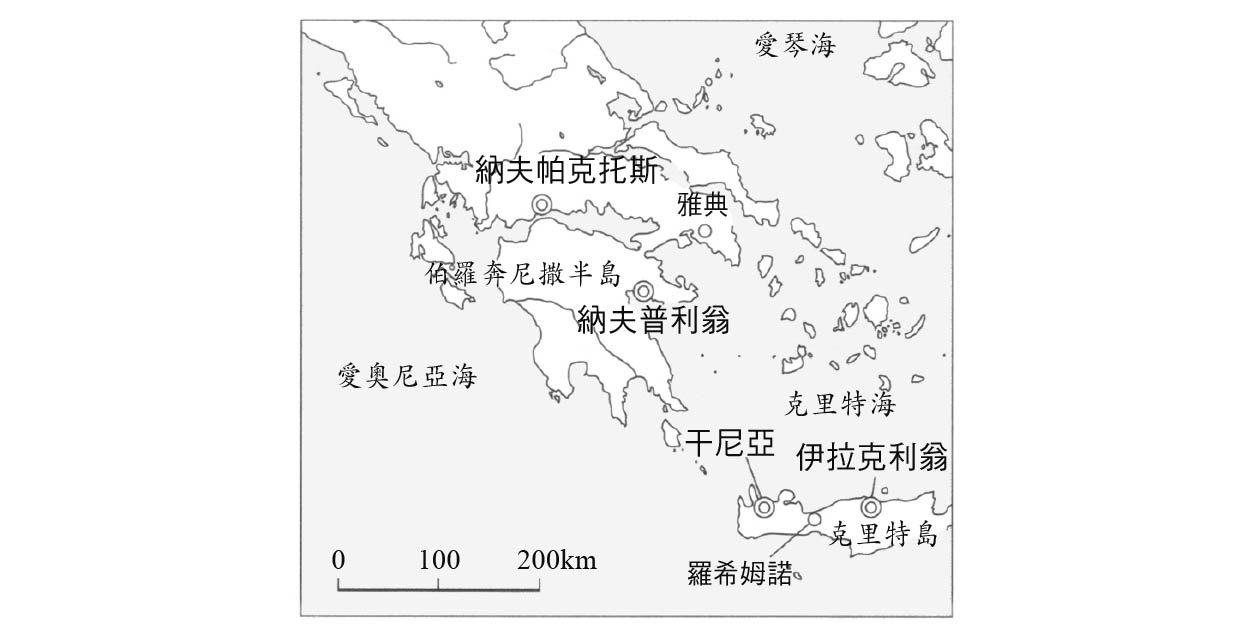 愛琴海
納夫帕克托斯
雅典
伯羅奔尼撒半島
納夫普利翁
愛奧尼亞海
克里特海
干尼亞
伊拉克利翁
克里特島
羅希姆諾
0 100 200km